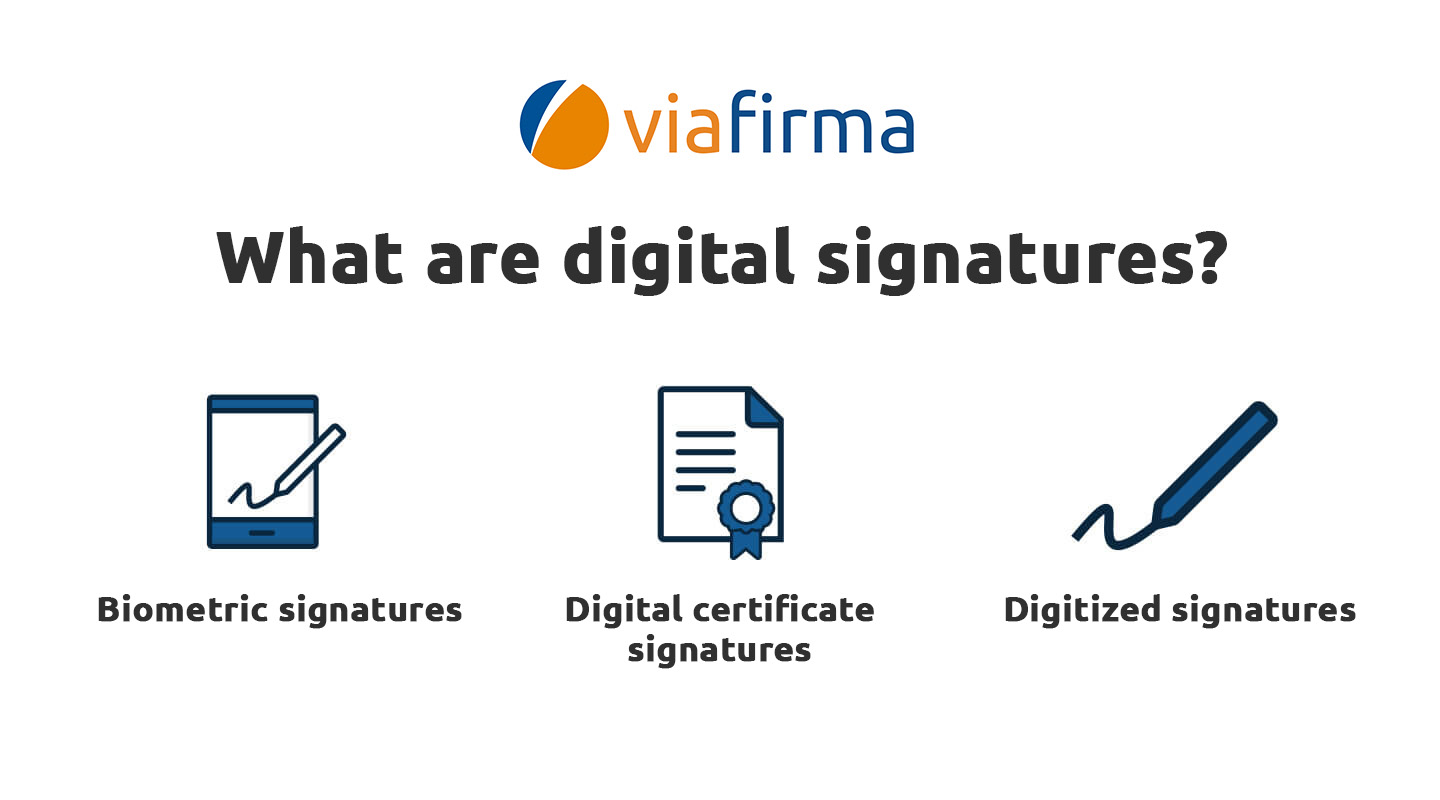 viafirma
What are digital signatures?
Biometric signatures
Digital certificate
signatures
Digitized signatures